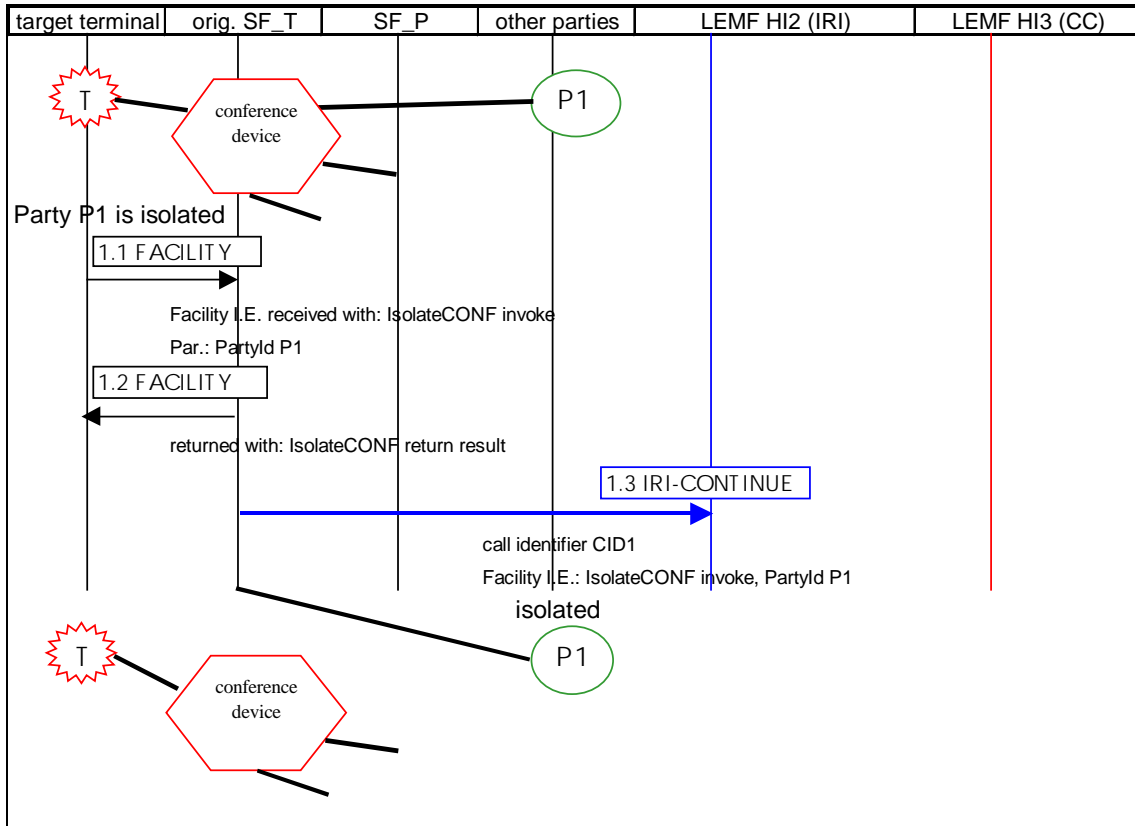 target terminal orig. SF_T SF_P other parties LEMF HI2 (IRI) LEMF HI3 (CC)
T
conference
device
P1
Party P1 is isolated
1.1 FACILITY
Facility I.E. received with: IsolateCONF invoke
Par.: PartyId P1
1.2 FACILITY
returned with: IsolateCONF return result
1.3 IRI-CONTINUE
call identifier CID1
Facility I.E.: IsolateCONF invoke, PartyId P1
isolated
T
P1
conference
device